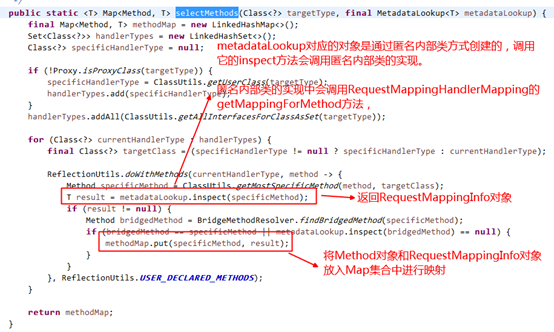 */
public static <T> Map<Method, T> selectMethods(Class<?> targetType, final MetadataLookup<T> metadataLookup) {
final Map<Method, T> methodMap = new LinkedHashMap<>();
Set<Class<?>> handlerTypes = new LinkedHashSet<>();
Class<?> specificHandlerType = null;
metadataLookup对应的对象是通过匿名内部类方式创建的，调用
它的inspect方法会调用匿名内部类的实现。
if (!Proxy.isProxyClass(targetType)) {
specificHandlerType = ClassUtils.getUserClass(targetType);
handlerTypes.add(specificHandlerType);
匿名内部类的实现中会调用RequestMappingHandlerMapping的
getMappingForMethod方法，
}
handlerTypes.addAll(ClassUtils.getAllInterfacesForClassAsSet(targetType));
for (Class<?> currentHandlerType : handlerTypes) {
final Class<?> targetClass = (specificHandlerType != null ? specificHandlerType : currentHandlerType);
ReflectionUtils.doWithMethods(currentHandlerType, method -> {
Method specificMethod = ClassUtils.getMostSpecificMethod(method, targetClass);
T result = metadataLookup.inspect(specificMethod);
返回RequestMappingInfo对象
if (result != null) {
Method bridgedMethod = BridgeMethodResolver.findBridgedMethod(specificMethod);
if (bridgedMethod == specificMethod || metadataLookup.inspect(bridgedMethod) == null) {
methodMap.put(specificMethod, result);
}
}
将Method对象和RequestMappingInfo对象
放入Map集合中进行映射
}, ReflectionUtils.USER_DECLARED_METHODS);
}
return methodMap;
}